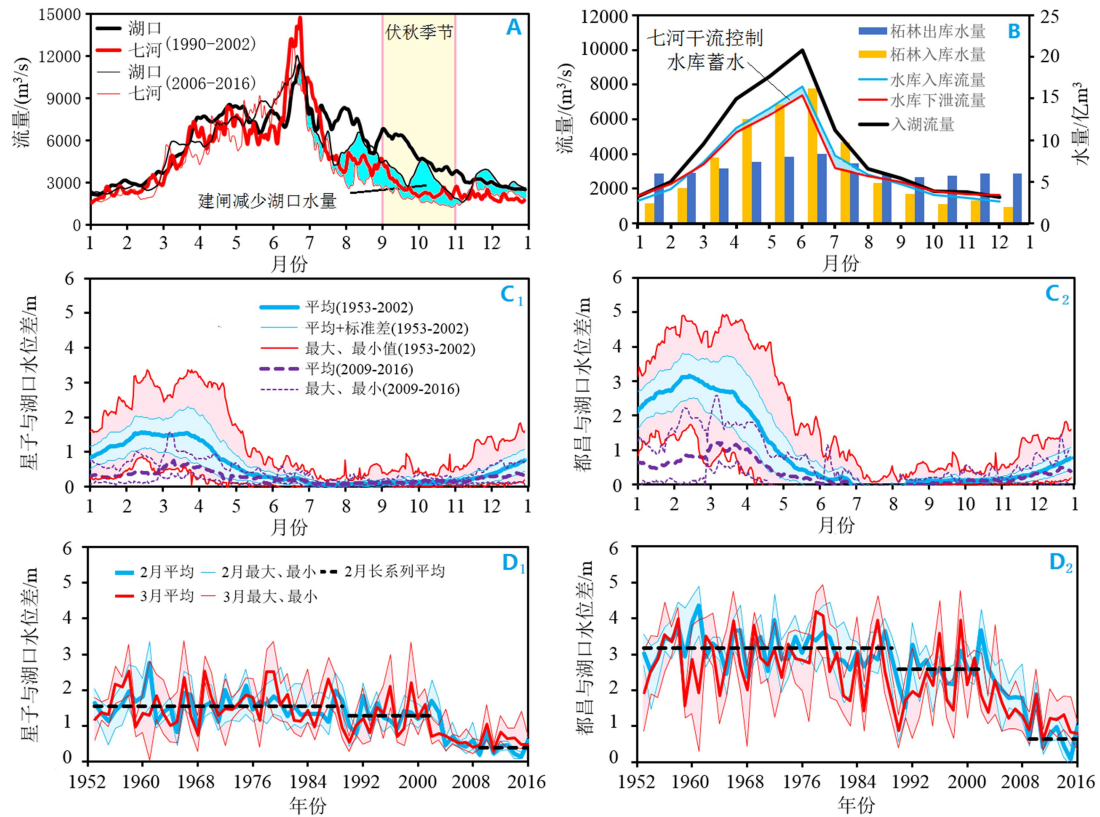 A
湖口
七河(1990-2002)
湖口
七河(2006-2016)
伏秋季节
建闸减少湖口水量
流量/(m³/s)
15000
12000
9000
6000
3000
0
1 2 3 4 5 6 7 8 9 10 11 12 1
月份
B
七河干流控制
水库蓄水
柘林出库水量
柘林入库水量
水库入库流量
水库下泄流量
入湖流量
流量/(m³/s)
12000
10000
8000
6000
4000
2000
0
25
20
15
10
5
0
水量/亿m³
1 2 3 4 5 6 7 8 9 10 11 12 1
月份
C1
平均(1953-2002)
平均+标准差(1953-2002)
最大、最小值(1953-2002)
平均(2009-2016)
最大、最小(2009-2016)
星子与湖口水位差/m
6
5
4
3
2
1
0
1 2 3 4 5 6 7 8 9 10 11 12 1
月份
C2
都昌与湖口水位差/m
6
5
4
3
2
1
0
1 2 3 4 5 6 7 8 9 10 11 12 1
月份
D1
2月平均 2月最大、最小 2月长系列平均
3月平均 3月最大、最小
星子与湖口水位差/m
6
5
4
3
2
1
0
1952 1960 1968 1976 1984 1992 2000 2008 2016
年份
D2
都昌与湖口水位差/m
6
5
4
3
2
1
0
1952 1960 1968 1976 1984 1992 2000 2008 2016
年份